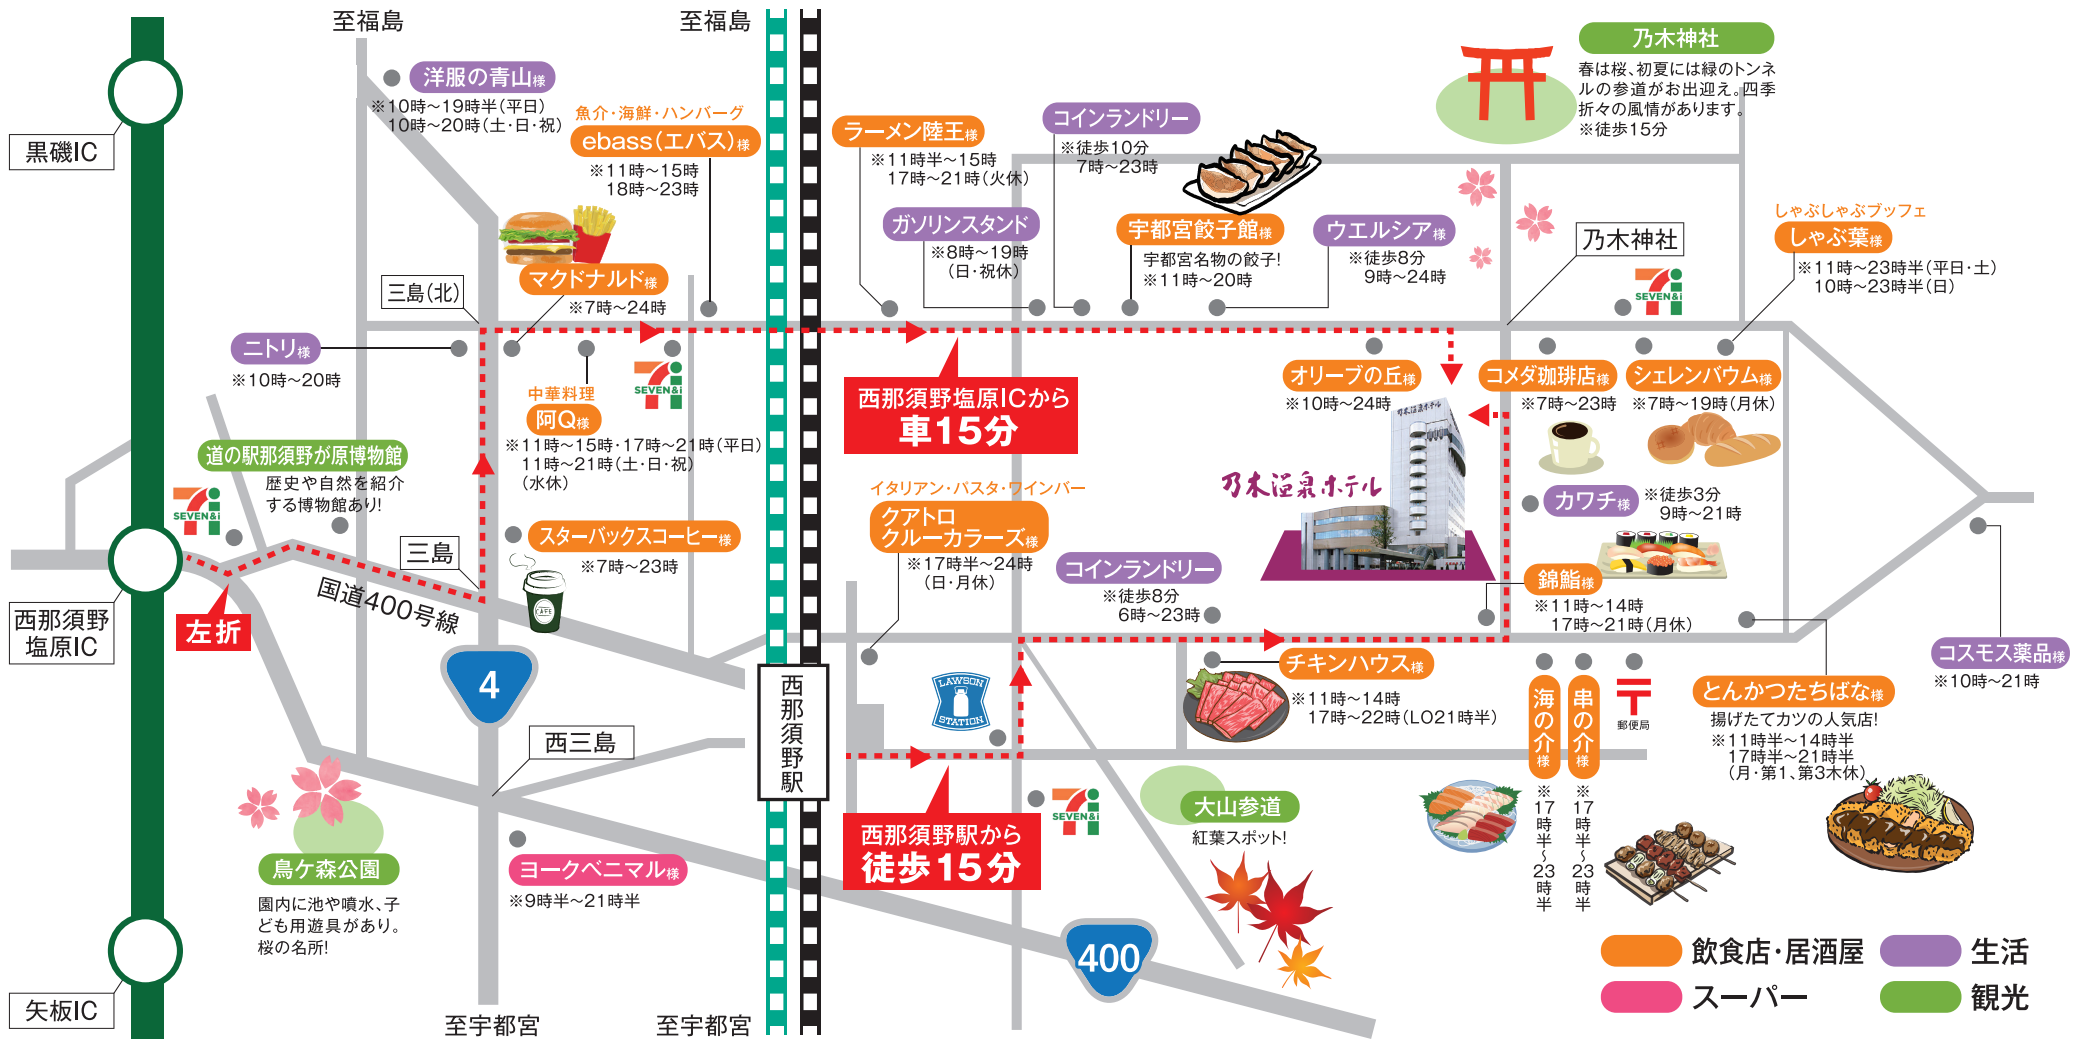 至福島
至福島
洋服の青山様
※10時〜19時半(平日)
10時〜20時(土・日・祝)
魚介・海鮮・ハンバーグ
ebass(エバス)様
※11時〜15時
18時〜23時
黒磯IC
マクドナルド様
※7時〜24時
三島(北)
ニトリ様
※10時〜20時
中華料理
阿Q様
※11時〜15時・17時〜21時(平日)
11時〜21時(土・日・祝)
(水休)
SEVEN&i
道の駅那須野が原博物館
歴史や自然を紹介
する博物館あり!
SEVEN&i
三島
スターバックスコーヒー様
※7時〜23時
CAFE
国道400号線
左折
西那須野
塩原IC
4
西三島
烏ケ森公園
園内に池や噴水、子
ども用遊具があり。
桜の名所!
ヨークベニマル様
※9時半〜21時半
矢板IC
至宇都宮
至宇都宮
西那須野駅
ラーメン陸王様
※11時半〜15時
17時〜21時(火休)
コインランドリー
※徒歩10分
7時〜23時
ガソリンスタンド
※8時〜19時
(日・祝休)
宇都宮餃子館様
宇都宮名物の餃子!
※11時〜20時
ウエルシア様
※徒歩8分
9時〜24時
乃木神社
春は桜、初夏には緑のトンネ
ルの参道がお出迎え。四季
折々の風情があります。
※徒歩15分
乃木神社
しゃぶしゃぶブッフェ
しゃぶ葉様
※11時〜23時半(平日・土)
10時〜23時半(日)
SEVEN&i
西那須野塩原ICから
車15分
オリーブの丘様
※10時〜24時
コメダ珈琲店様
※7時〜23時
シェレンバウム様
※7時〜19時(月休)
乃木温泉ホテル
乃木温泉ホテル
カワチ様
※徒歩3分
9時〜21時
イタリアン・パスタ・ワインバー
クアトロ
クルーカラーズ様
※17時半〜24時
(日・月休)
コインランドリー
※徒歩8分
6時〜23時
錦鮨様
※11時〜14時
17時〜21時(月休)
コスモス薬品様
※10時〜21時
LAWSON
STATION
チキンハウス様
※11時〜14時
17時〜22時(LO21時半)
海の介様
※17時半〜23時半
串の介様
※17時半〜23時半
郵便局
とんかつたちばな様
揚げたてカツの人気店!
※11時半〜14時半
17時半〜21時半
(月・第1、第3木休)
西那須野駅から
徒歩15分
SEVEN&i
大山参道
紅葉スポット!
400
飲食店・居酒屋
生活
スーパー
観光